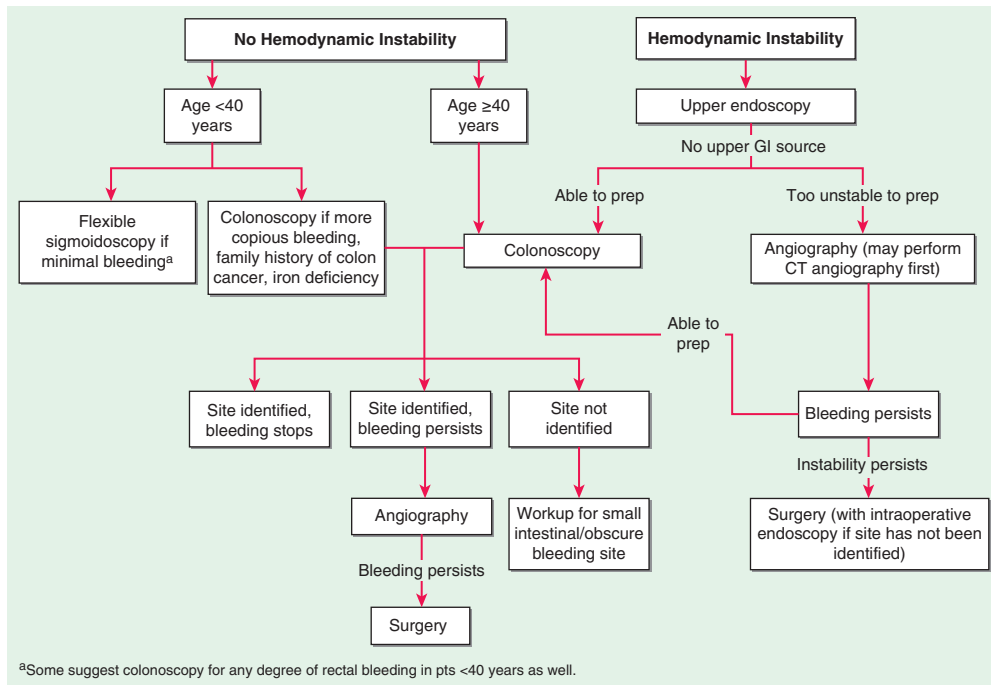 No Hemodynamic Instability
Hemodynamic Instability
Age <40
years
Age ≥40
years
Upper endoscopy
No upper GI source
Able to prep
Too unstable to prep
Flexible
sigmoidoscopy if
minimal bleedingᵃ
Colonoscopy if more
copious bleeding,
family history of colon
cancer, iron deficiency
Colonoscopy
Angiography (may perform
CT angiography first)
Able to
prep
Site identified,
bleeding stops
Site identified,
bleeding persists
Site not
identified
Bleeding persists
Instability persists
Angiography
Workup for small
intestinal/obscure
bleeding site
Surgery (with intraoperative
endoscopy if site has not been
identified)
Bleeding persists
Surgery
ᵃSome suggest colonoscopy for any degree of rectal bleeding in pts <40 years as well.